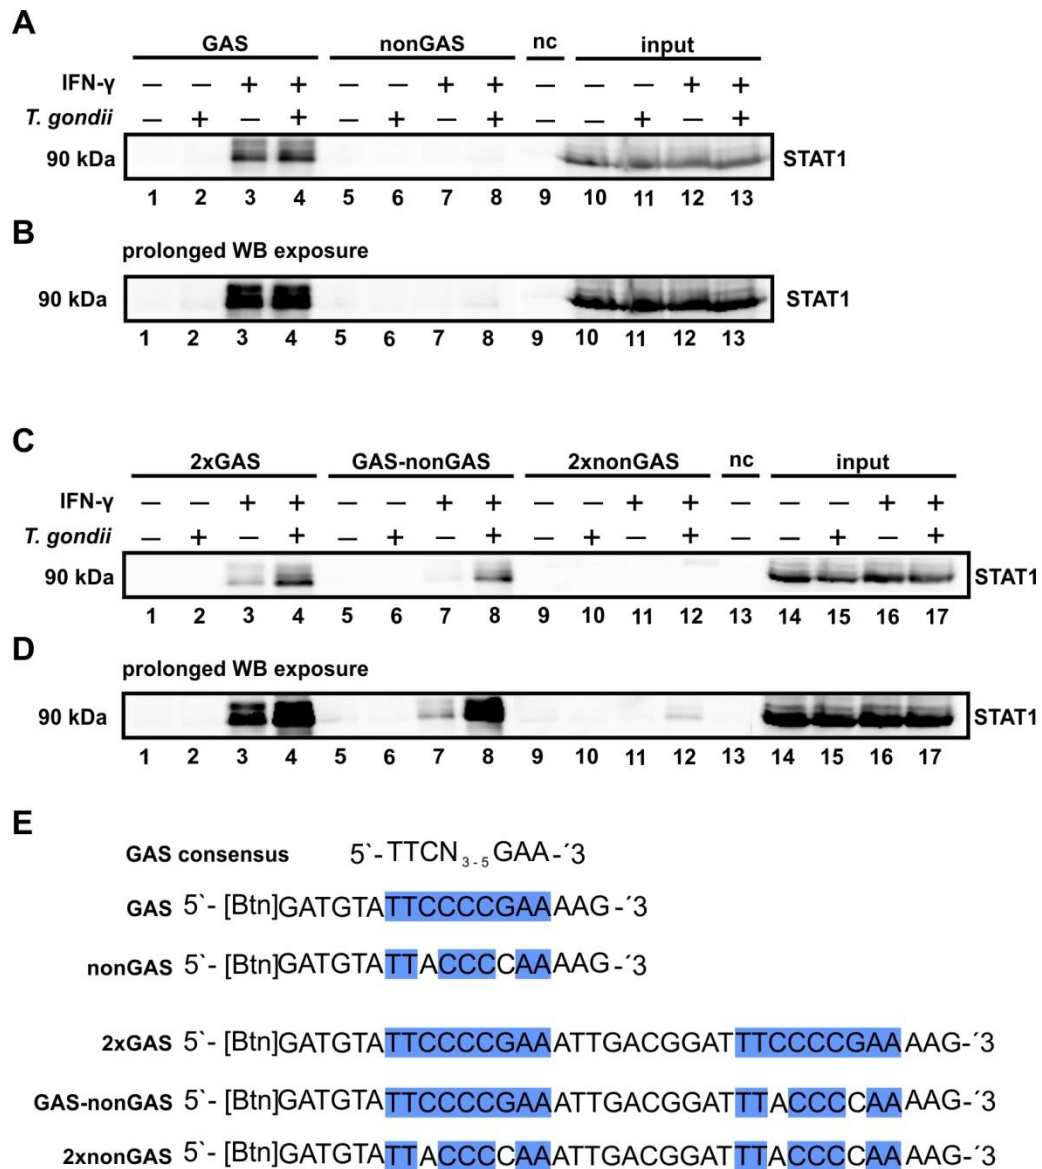 A
GAS nonGAS nc input
IFN-γ – – + + – – + + – – – + +
T. gondii – + – + – + – + – – + – +
90 kDa STAT1
1 2 3 4 5 6 7 8 9 10 11 12 13
B
prolonged WB exposure
90 kDa STAT1
1 2 3 4 5 6 7 8 9 10 11 12 13
C
2xGAS GAS-nonGAS 2xnonGAS nc input
IFN-γ – – + + – – + + – – + + – – – + +
T. gondii – + – + – + – + – + – + – – + – +
90 kDa STAT1
1 2 3 4 5 6 7 8 9 10 11 12 13 14 15 16 17
D
prolonged WB exposure
90 kDa STAT1
1 2 3 4 5 6 7 8 9 10 11 12 13 14 15 16 17
E
GAS consensus 5`-TTCN3-5GAA-´3
GAS 5`- [Btn]GATGTATTCCCCGAAAAG-´3
nonGAS 5`- [Btn]GATGTATTACCCCAAAAG-´3
2xGAS 5`- [Btn]GATGTATTCCCCGAAATTGACGGATTTCCCCGAAAAG-´3
GAS-nonGAS 5`- [Btn]GATGTATTCCCCGAAATTGACGGATTTACCCCAAAAG-´3
2xnonGAS 5`- [Btn]GATGTATTACCCCAAATTGACGGATTTACCCCAAAAG-´3